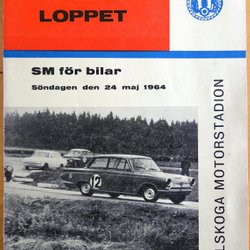 LOPPET
SM för bilar
Söndagen den 24 maj 1964
12
LSKOGA MOTORSTADION